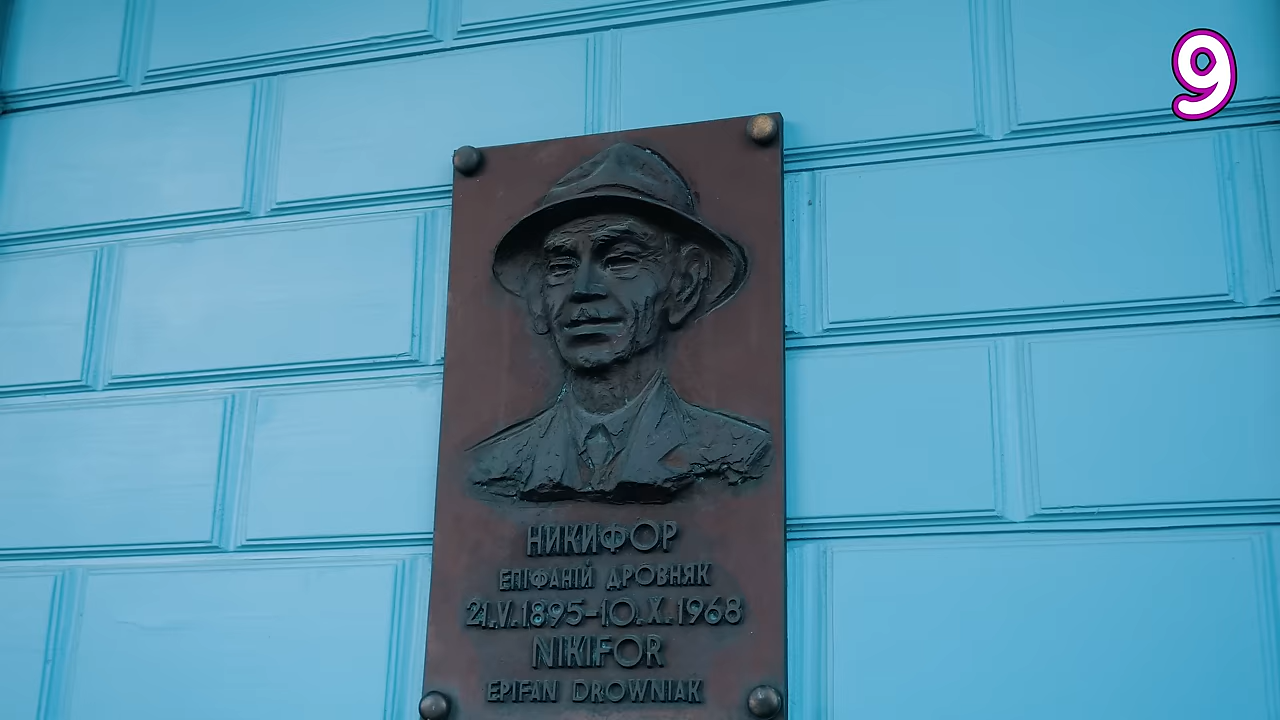 9
НИКИФОР
ЕПІФАНІЙ ДРОВНЯК
21.V.1895-10.X.1968
NIKIFOR
EPIFAN DROWNIAK